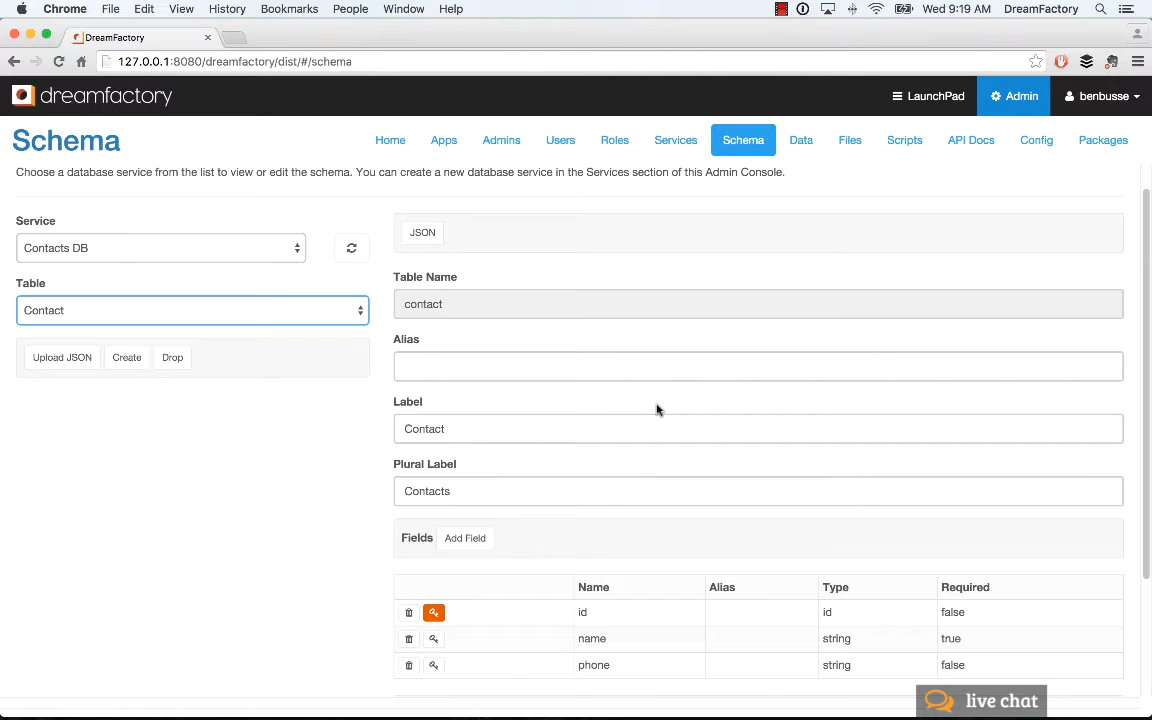 Chrome File Edit View History Bookmarks People Window Help Wed 9:19 AM DreamFactory
DreamFactory
127.0.0.1:8080/dreamfactory/dist/#/schema
dreamfactory LaunchPad Admin benbusse
Schema Home Apps Admins Users Roles Services Schema Data Files Scripts API Docs Config Packages
Choose a database service from the list to view or edit the schema. You can create a new database service in the Services section of this Admin Console.
Service
Contacts DB
Table
Contact
Upload JSON Create Drop
JSON
Table Name
contact
Alias
Label
Contact
Plural Label
Contacts
Fields Add Field
Name Alias Type Required
id id false
name string true
phone string false
live chat